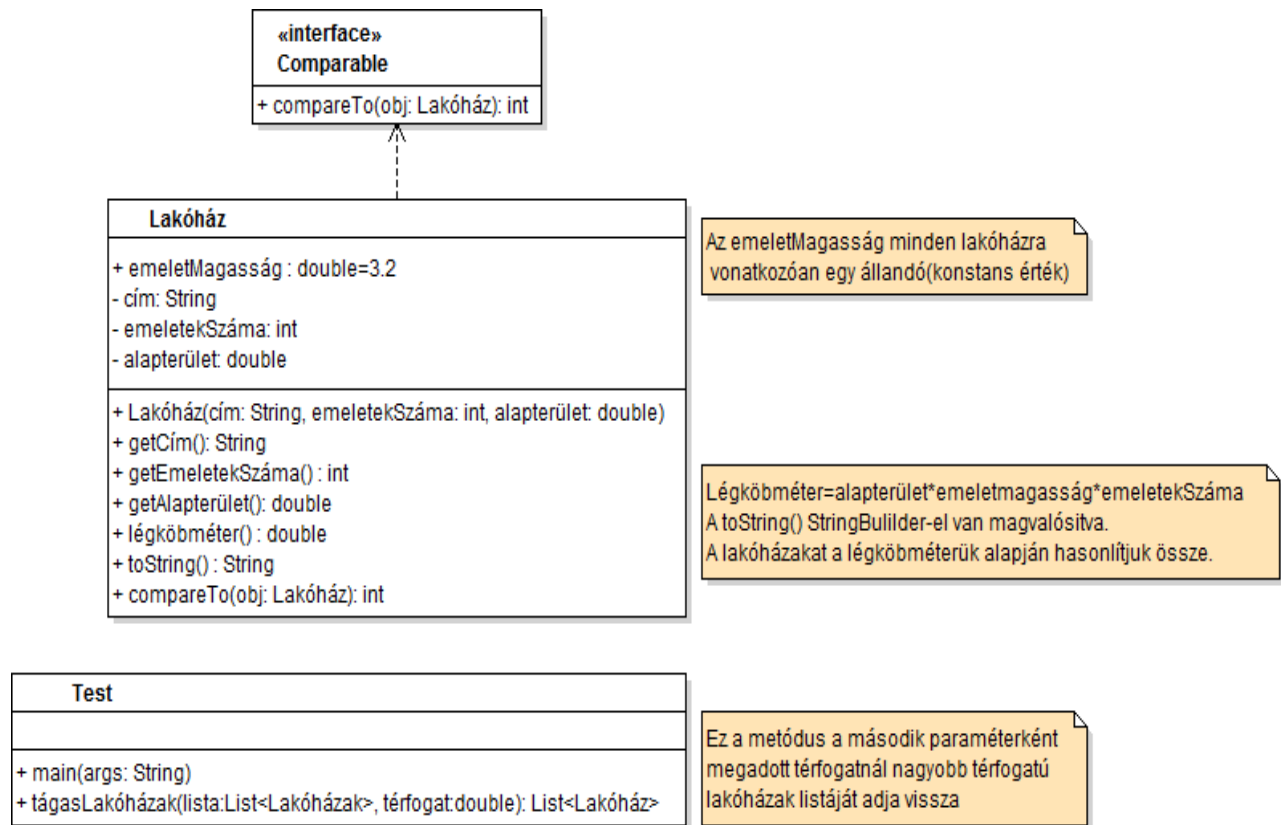 «interface»
Comparable
+ compareTo(obj: Lakóház): int
Lakóház
+ emeletMagasság : double=3.2
- cím: String
- emeletekSzáma: int
- alapterület: double
+ Lakóház(cím: String, emeletekSzáma: int, alapterület: double)
+ getCím(): String
+ getEmeletekSzáma() : int
+ getAlapterület(): double
+ légköbméter() : double
+ toString() : String
+ compareTo(obj: Lakóház): int
Az emeletMagasság minden lakóházra
vonatkozóan egy állandó(konstans érték)
Légköbméter=alapterület*emeletmagasság*emeletekSzáma
A toString() StringBulilder-el van magvalósitva.
A lakóházakat a légköbméterük alapján hasonlítjuk össze.
Test
+ main(args: String)
+ tágasLakóházak(lista:List<Lakóházak>, térfogat:double): List<Lakóház>
Ez a metódus a második paraméterként
megadott térfogatnál nagyobb térfogatú
lakóházak listáját adja vissza